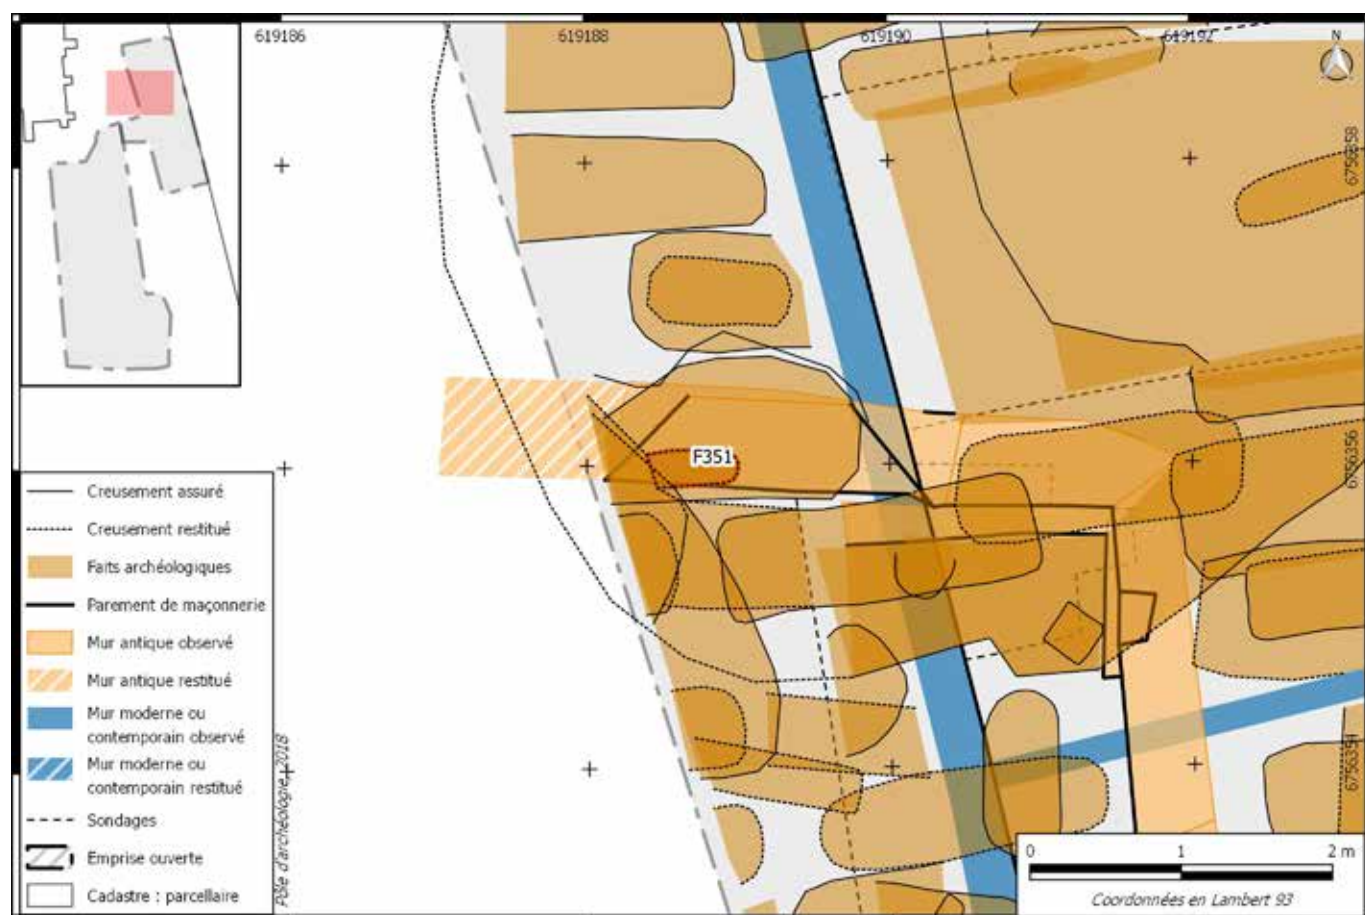 619186
619188
619190
619192
N
6756358
6756356
6756354
F351
Creusement assuré
Creusement restitué
Faits archéologiques
Parement de maçonnerie
Mur antique observé
Mur antique restitué
Mur moderne ou
contemporain observé
Mur moderne ou
contemporain restitué
Sondages
Emprise ouverte
Cadastre : parcellaire
Pôle d'archéologie, 2018
0 1 2 m
Coordonnées en Lambert 93